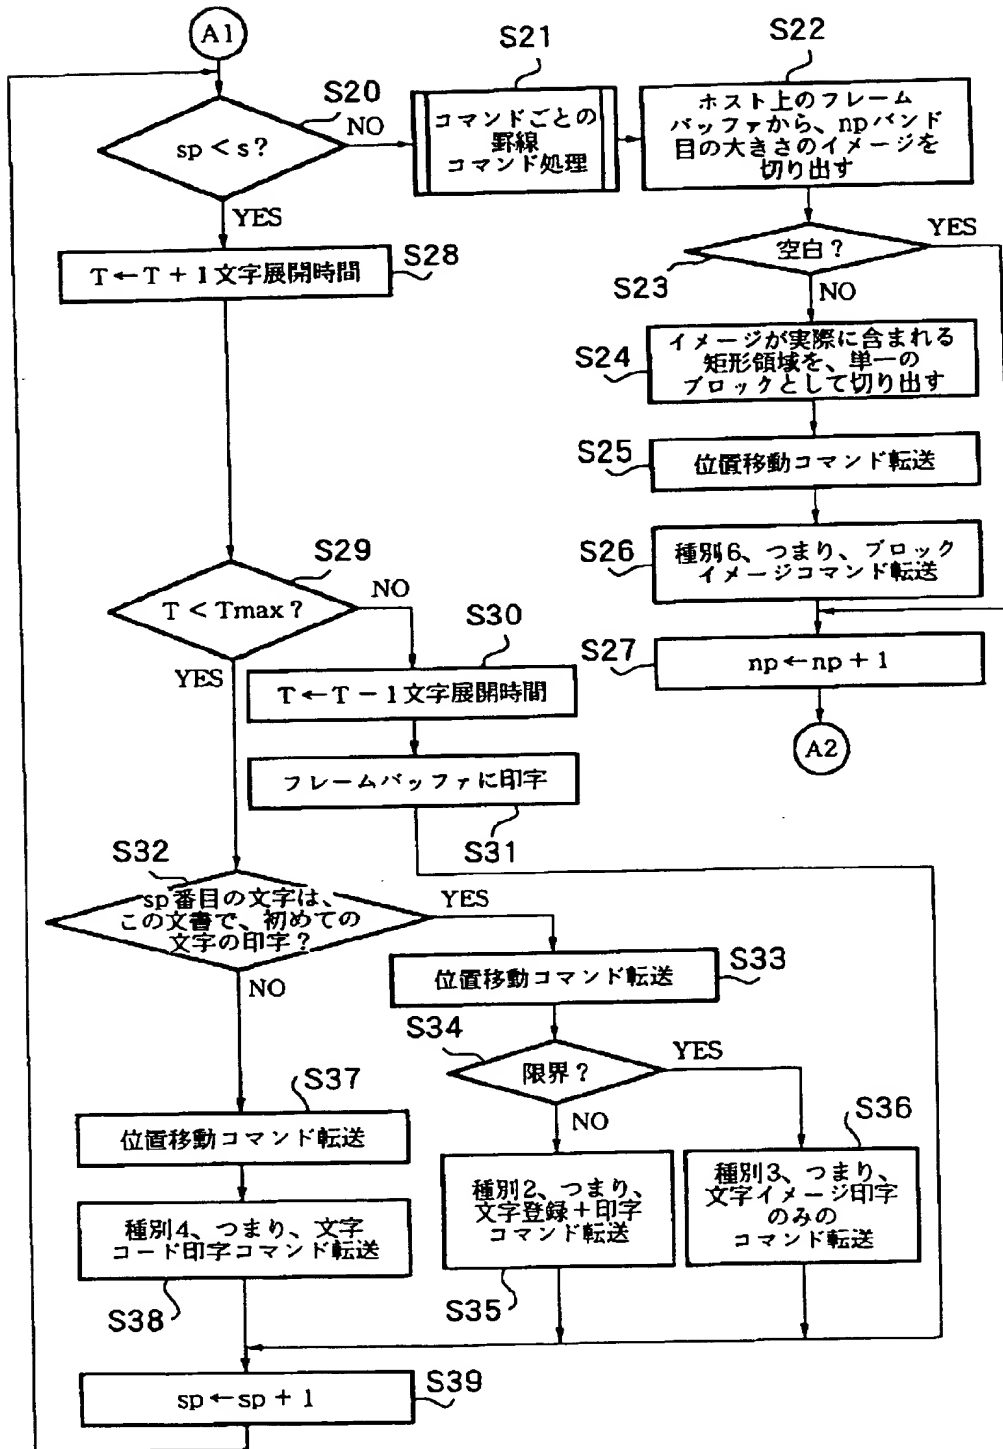 A1
S20
sp < s ?
NO
YES
S21
コマンドごとの
罫線
コマンド処理
S22
ホスト上のフレーム
バッファから、npバンド
目の大きさのイメージを
切り出す
S23
空白？
YES
NO
S24
イメージが実際に含まれる
矩形領域を、単一の
ブロックとして切り出す
S25
位置移動コマンド転送
S26
種別6、つまり、ブロック
イメージコマンド転送
S27
np←np＋1
A2
S28
T←T＋1文字展開時間
S29
T < Tmax ?
NO
YES
S30
T←T－1文字展開時間
フレームバッファに印字
S31
S32
sp番目の文字は、
この文書で、初めての
文字の印字？
YES
NO
S33
位置移動コマンド転送
S34
限界？
YES
NO
S35
種別2、つまり、
文字登録＋印字
コマンド転送
S36
種別3、つまり、
文字イメージ印字
のみの
コマンド転送
S37
位置移動コマンド転送
種別4、つまり、文字
コード印字コマンド転送
S38
S39
sp←sp＋1